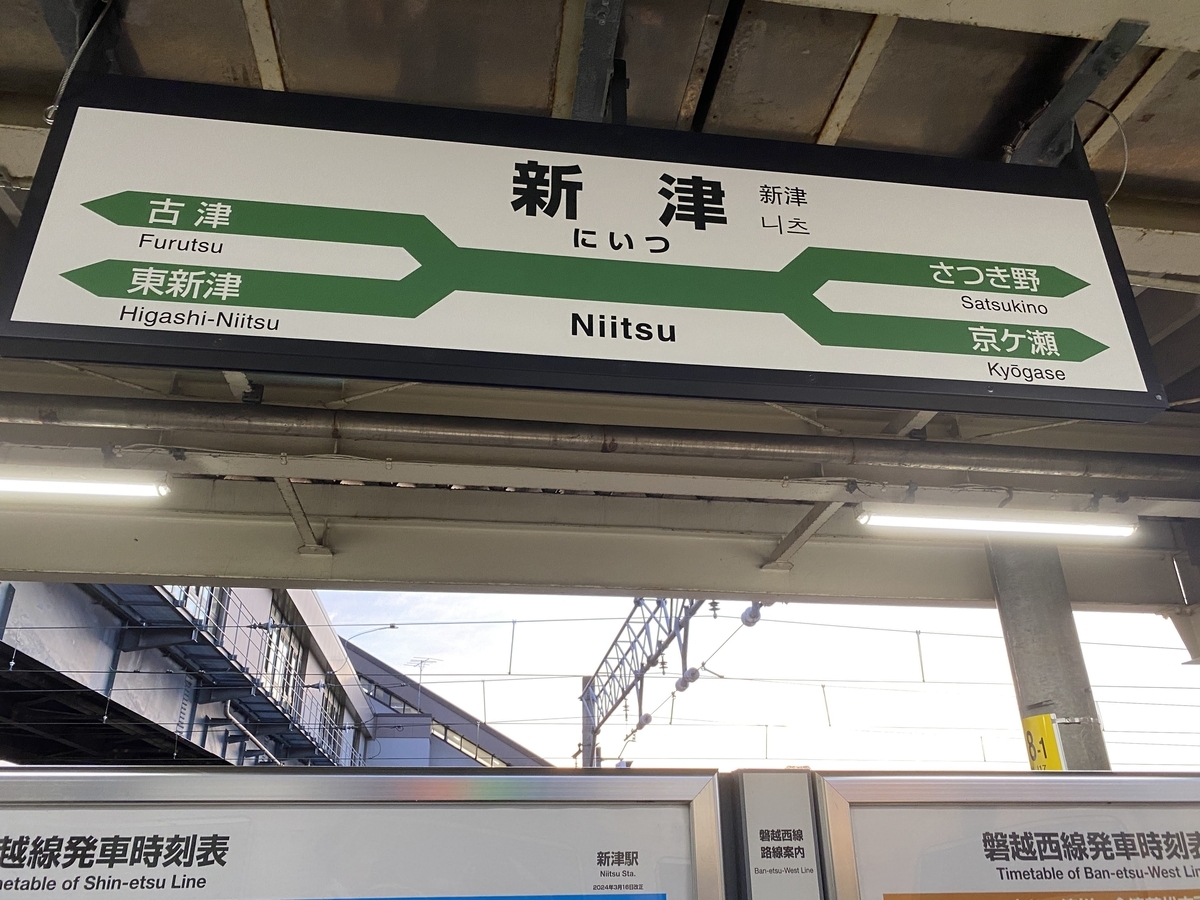 新津
新津
니츠
にいつ
Niitsu
古津
Furutsu
東新津
Higashi-Niitsu
さつき野
Satsukino
京ケ瀬
Kyōgase
8-1
越線発車時刻表
metable of Shin-etsu Line
新津駅
Niitsu Sta.
2024年3月16日改正
磐越西線
路線案内
Ban-etsu-West Line
磐越西線発車時刻表
Timetable of Ban-etsu-West Lin